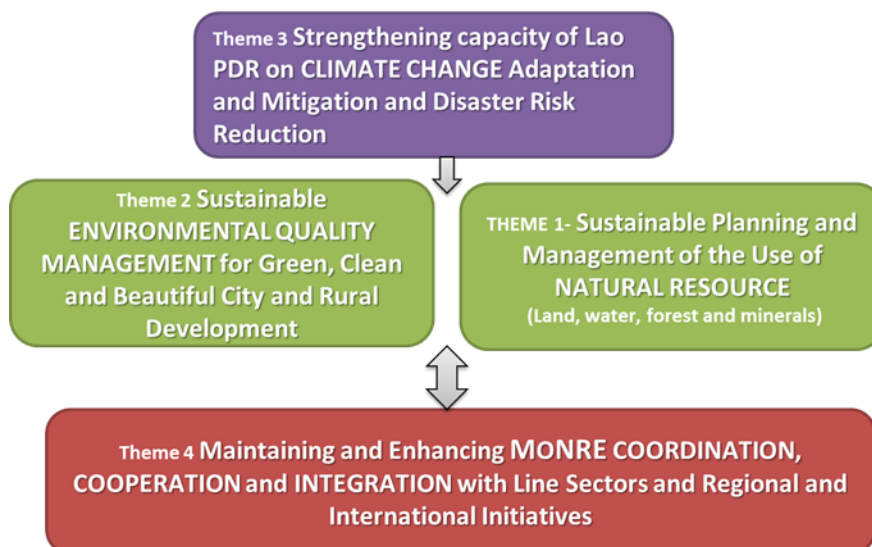 Theme 3 Strengthening capacity of Lao
PDR on CLIMATE CHANGE Adaptation
and Mitigation and Disaster Risk
Reduction
Theme 2 Sustainable
ENVIRONMENTAL QUALITY
MANAGEMENT for Green, Clean
and Beautiful City and Rural
Development
THEME 1- Sustainable Planning and
Management of the Use of
NATURAL RESOURCE
(Land, water, forest and minerals)
Theme 4 Maintaining and Enhancing MONRE COORDINATION,
COOPERATION and INTEGRATION with Line Sectors and Regional and
International Initiatives